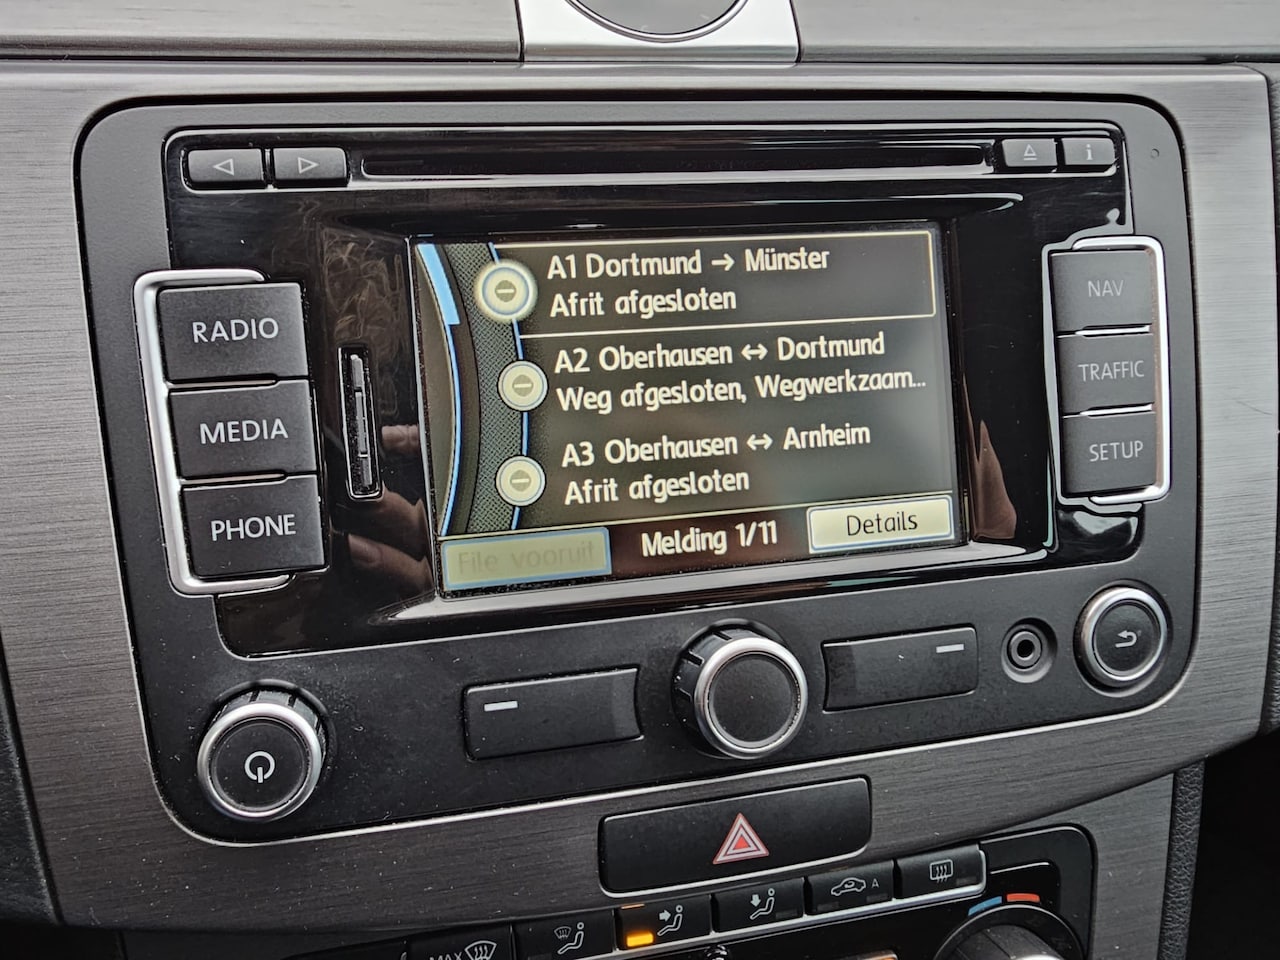 i
RADIO
MEDIA
PHONE
A1 Dortmund → Münster
Afrit afgesloten
A2 Oberhausen ↔ Dortmund
Weg afgesloten, Wegwerkzaam...
A3 Oberhausen ↔ Arnheim
Afrit afgesloten
File vooruit
Melding 1/11
Details
NAV
TRAFFIC
SETUP
MAX
A